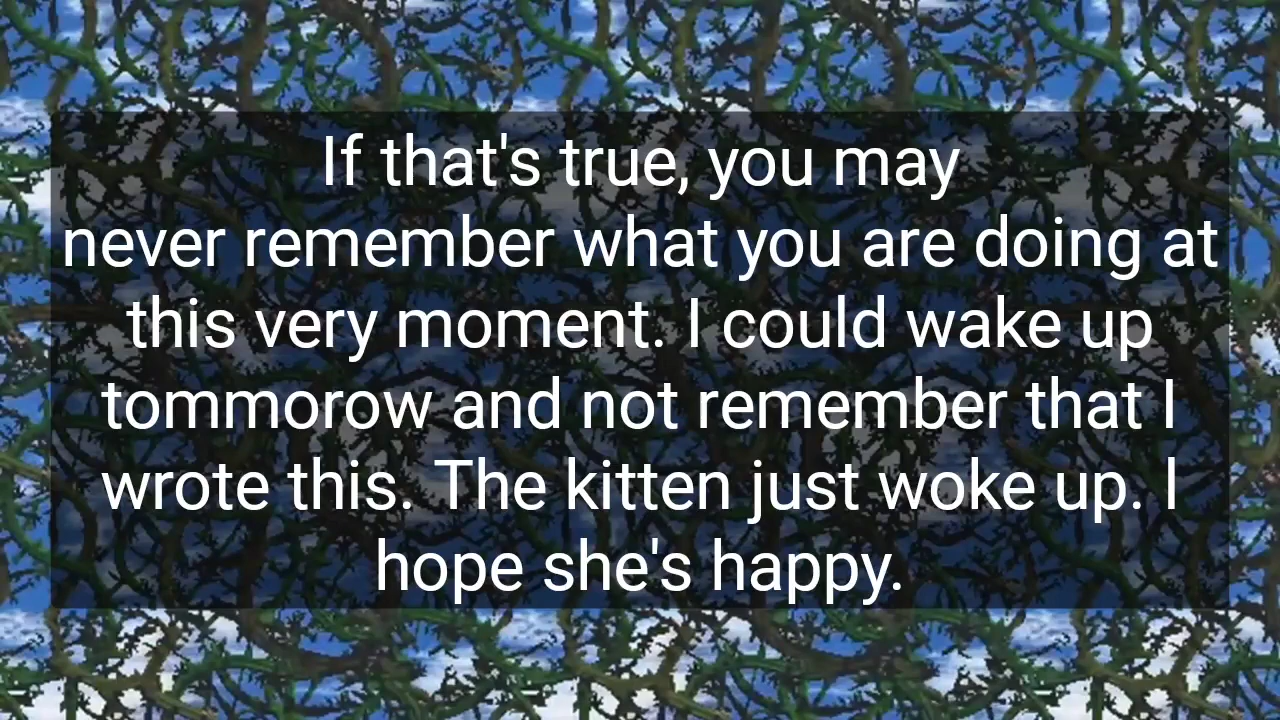 If that's true, you may
never remember what you are doing at
this very moment. I could wake up
tommorow and not remember that I
wrote this. The kitten just woke up. I
hope she's happy.